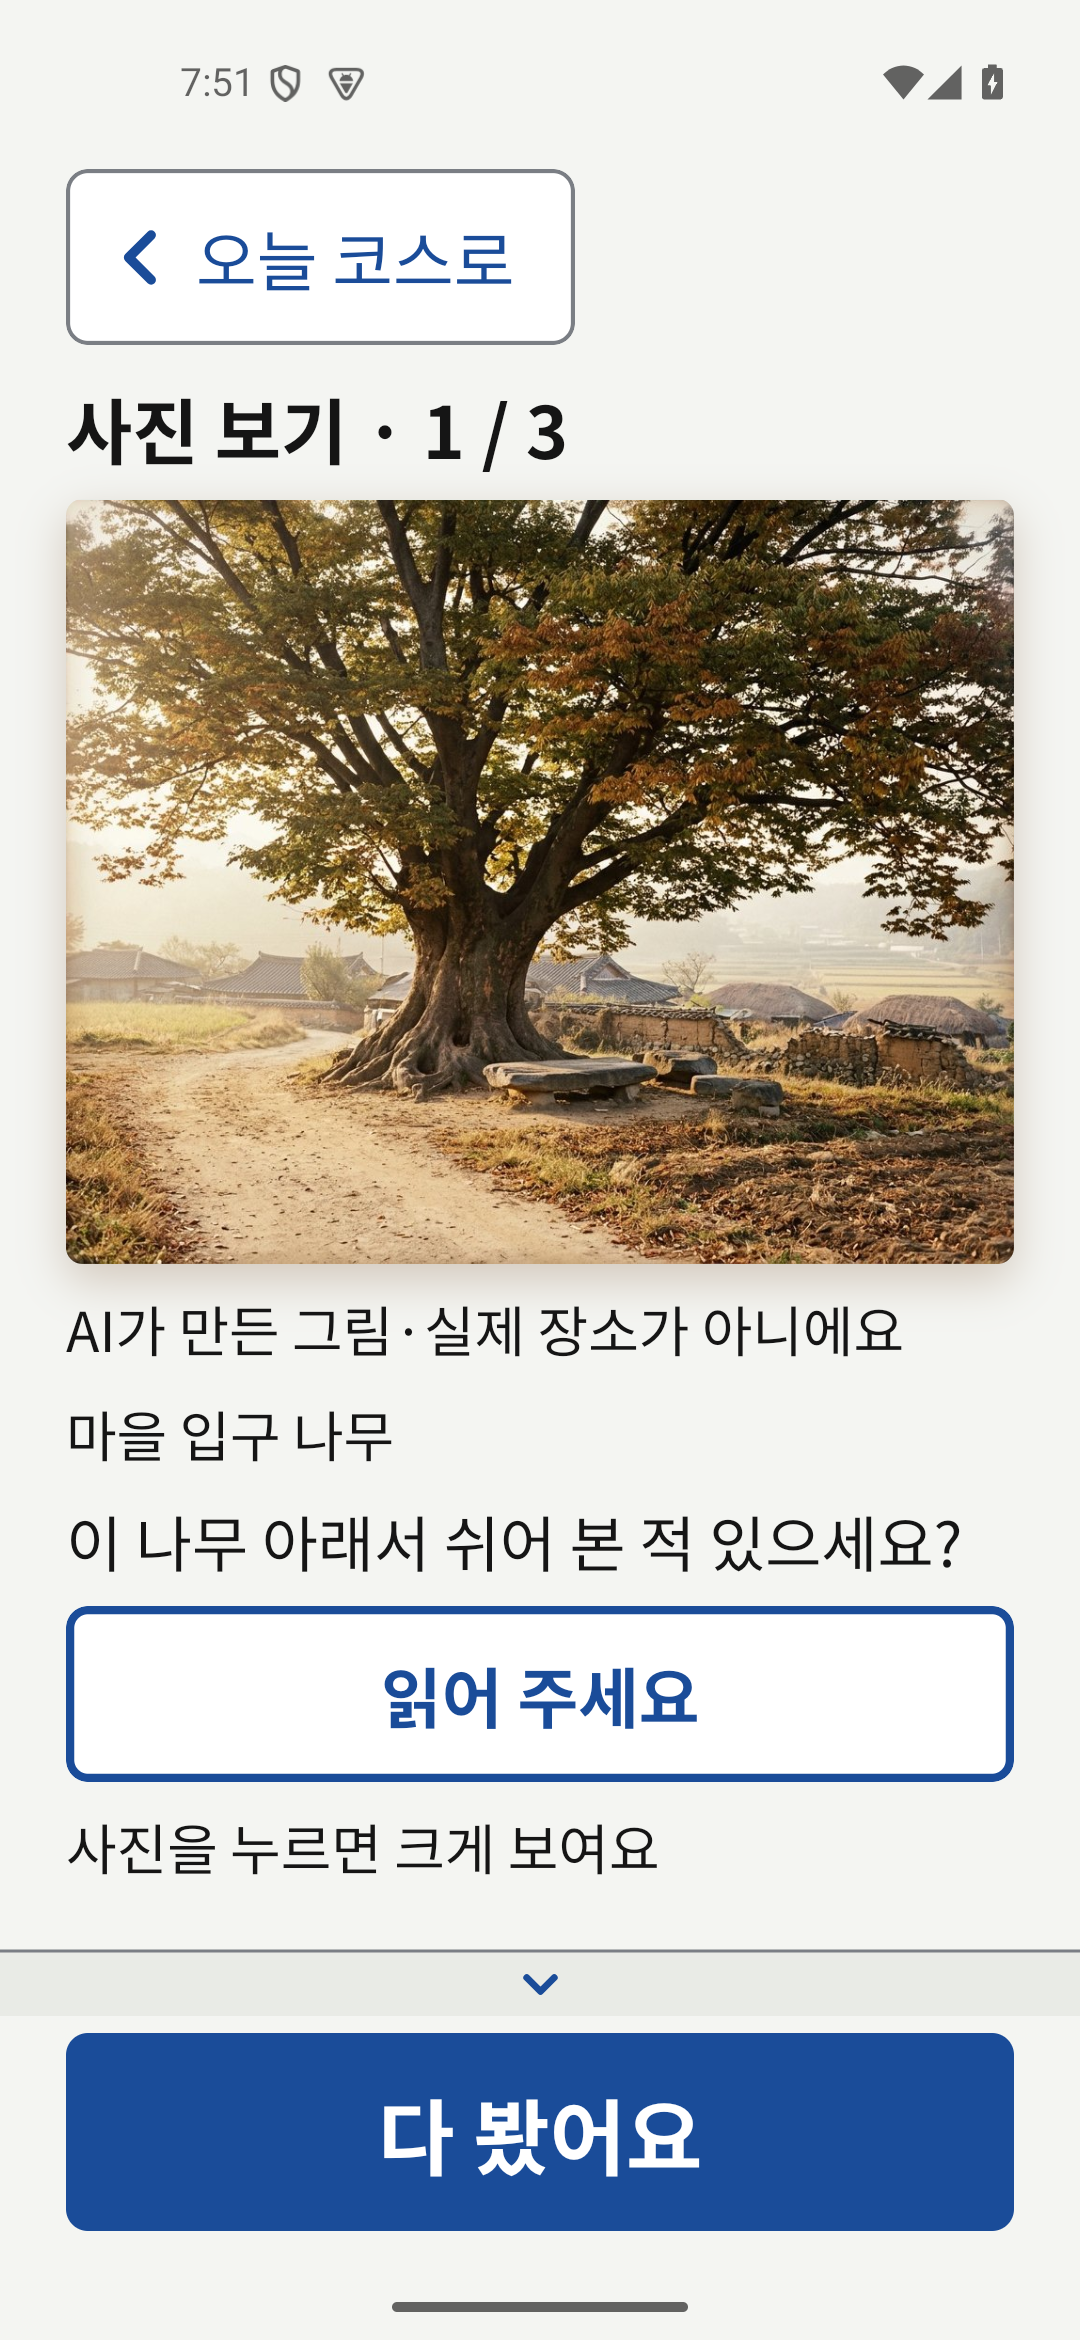 7:51
오늘 코스로
사진 보기 · 1 / 3
AI가 만든 그림·실제 장소가 아니에요
마을 입구 나무
이 나무 아래서 쉬어 본 적 있으세요?
읽어 주세요
사진을 누르면 크게 보여요
다 봤어요